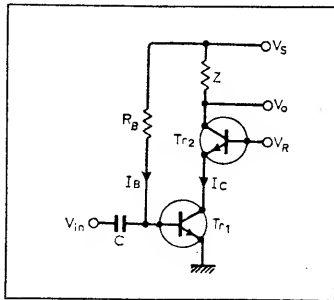 V_S
Z
V_o
R_B
Tr_2
V_R
I_B
I_C
V_in
C
Tr_1